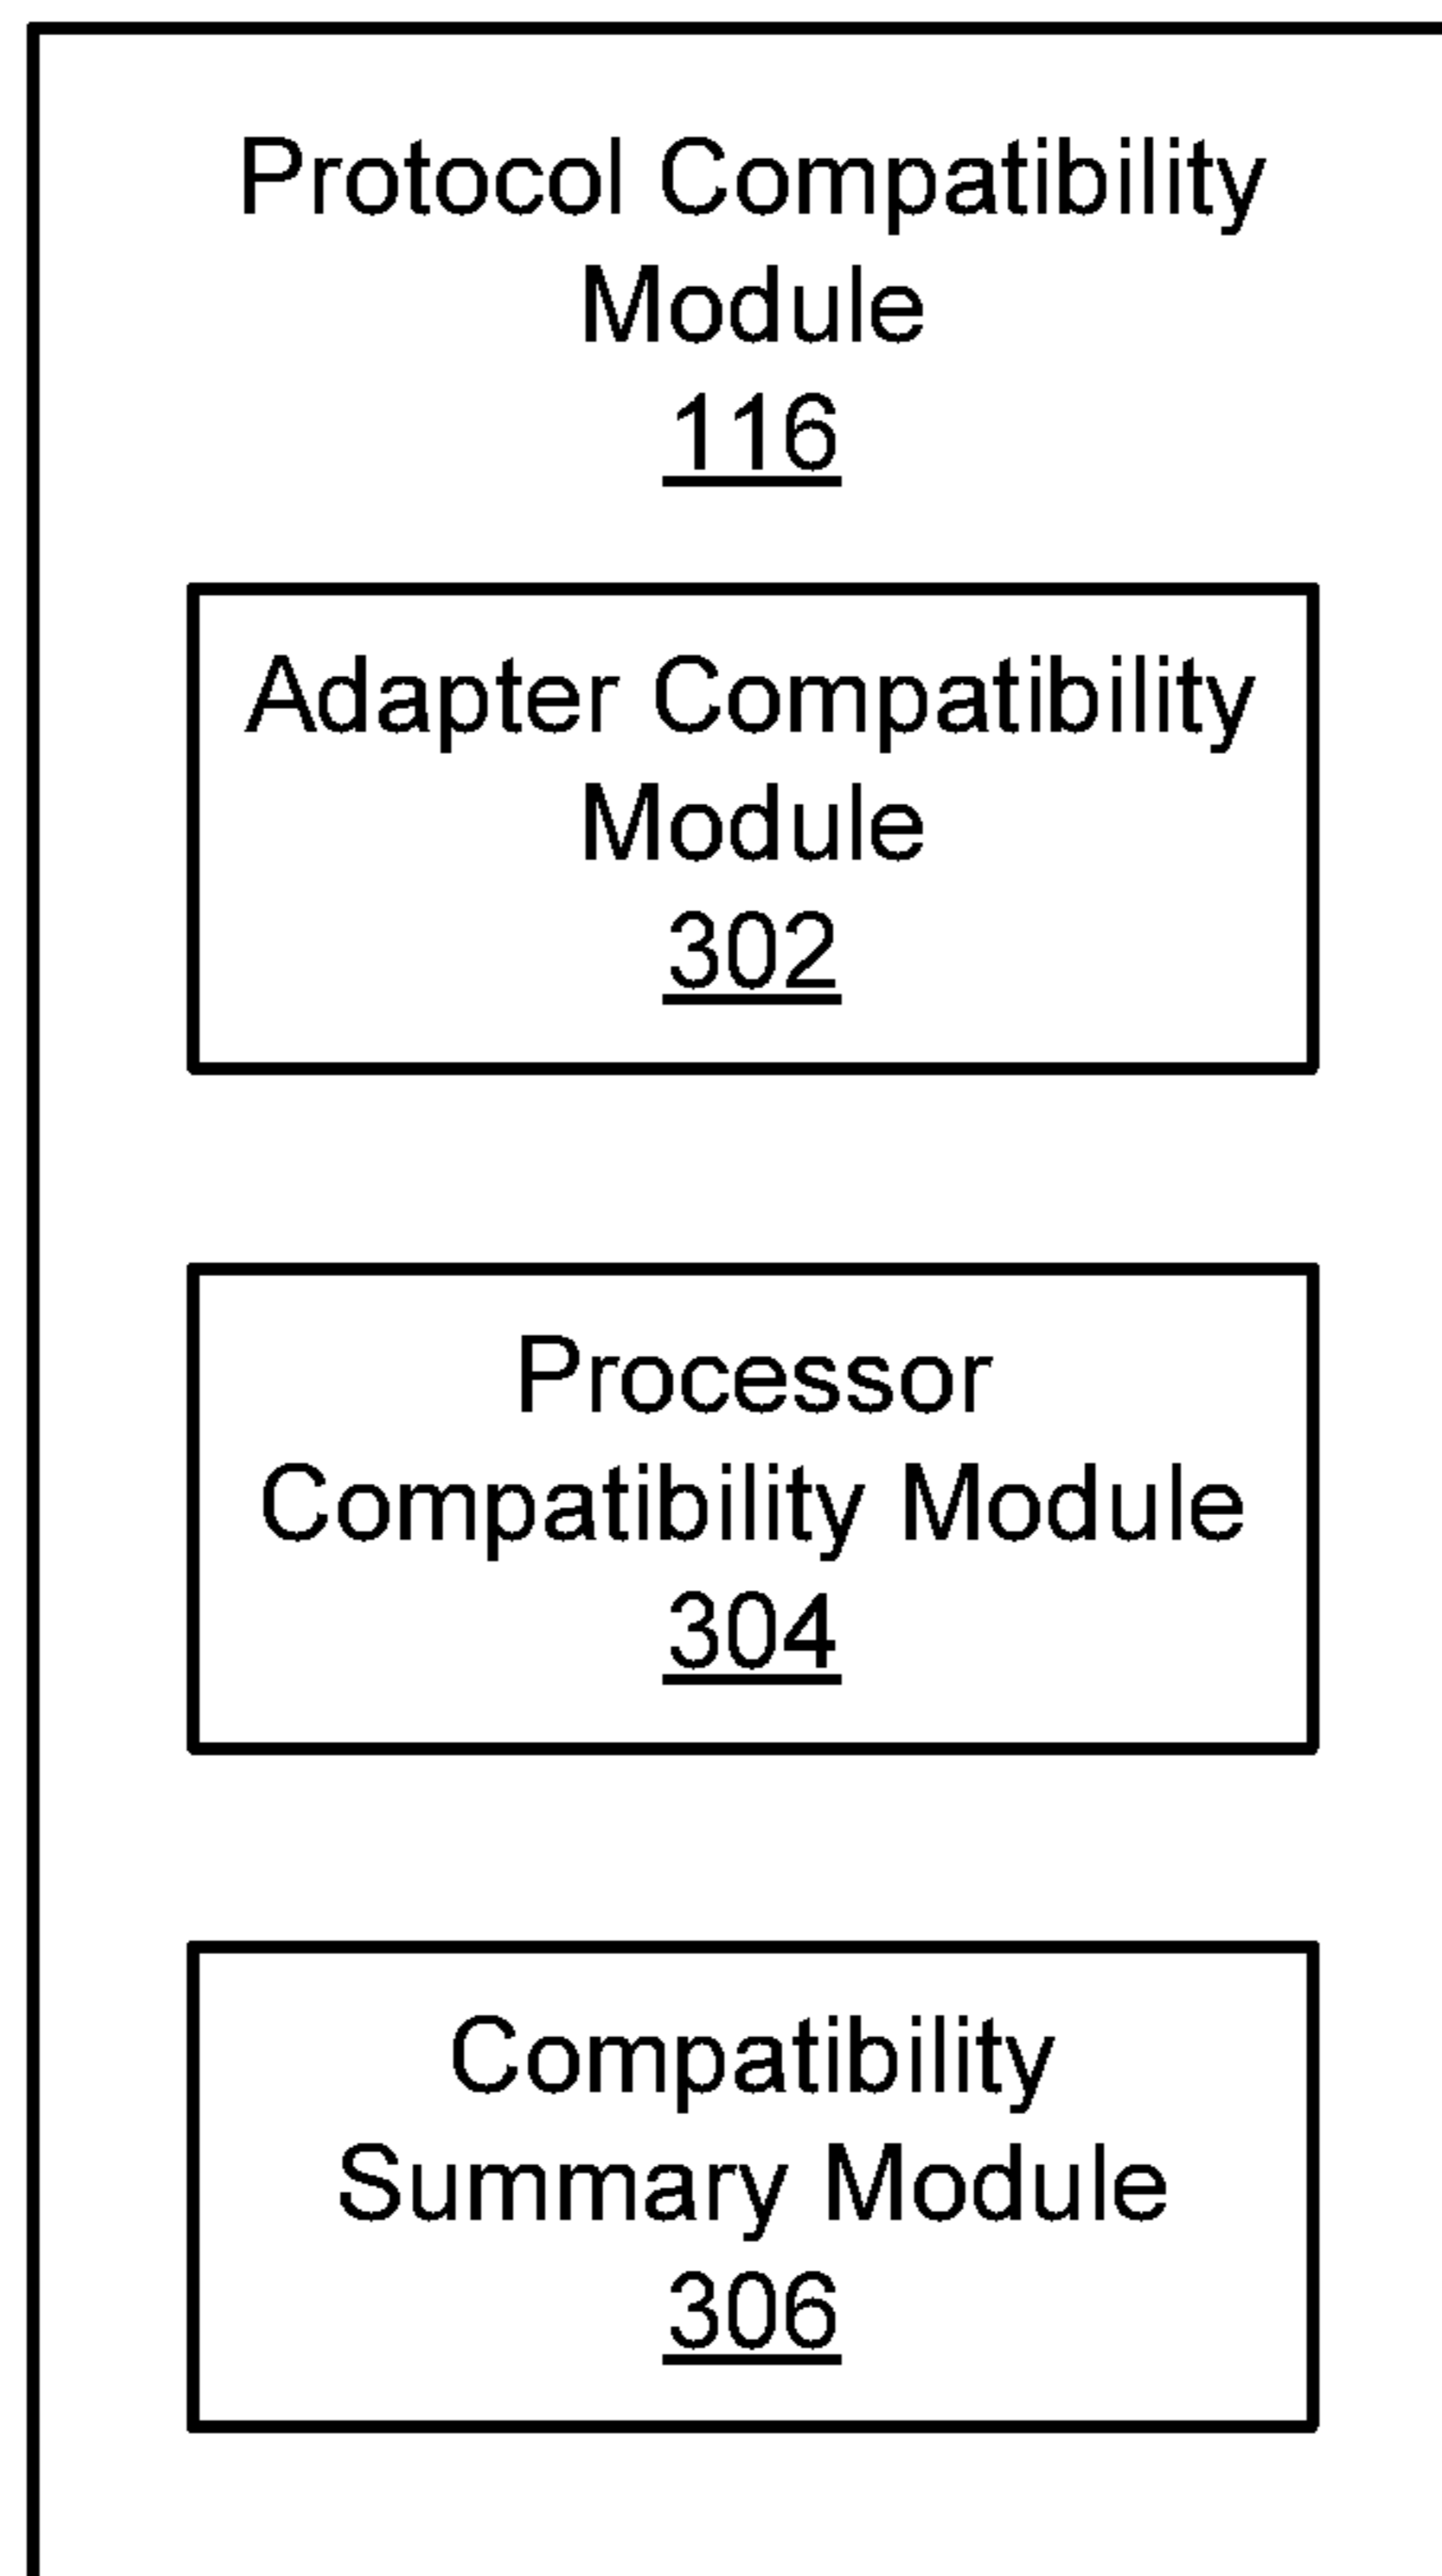 Protocol Compatibility
Module
116
Adapter Compatibility
Module
302
Processor
Compatibility Module
304
Compatibility
Summary Module
306